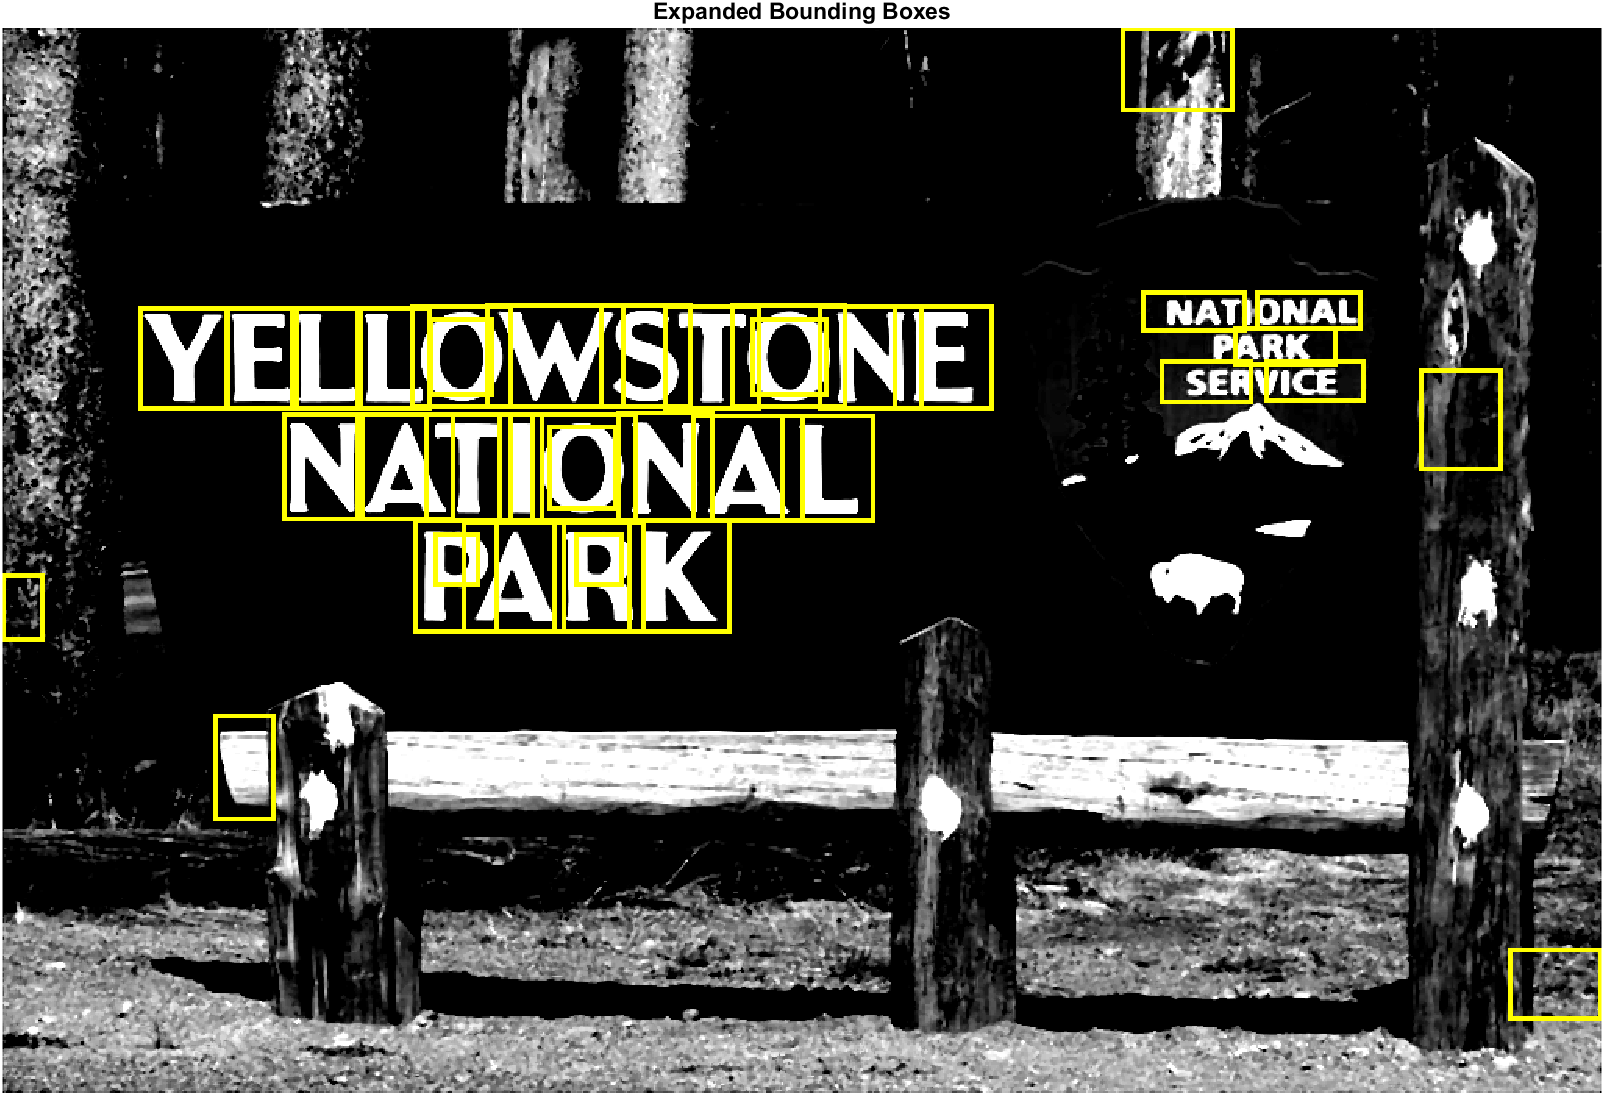 Expanded Bounding Boxes
YELLOWSTONE
NATIONAL
PARK
NATIONAL
PARK
SERVICE